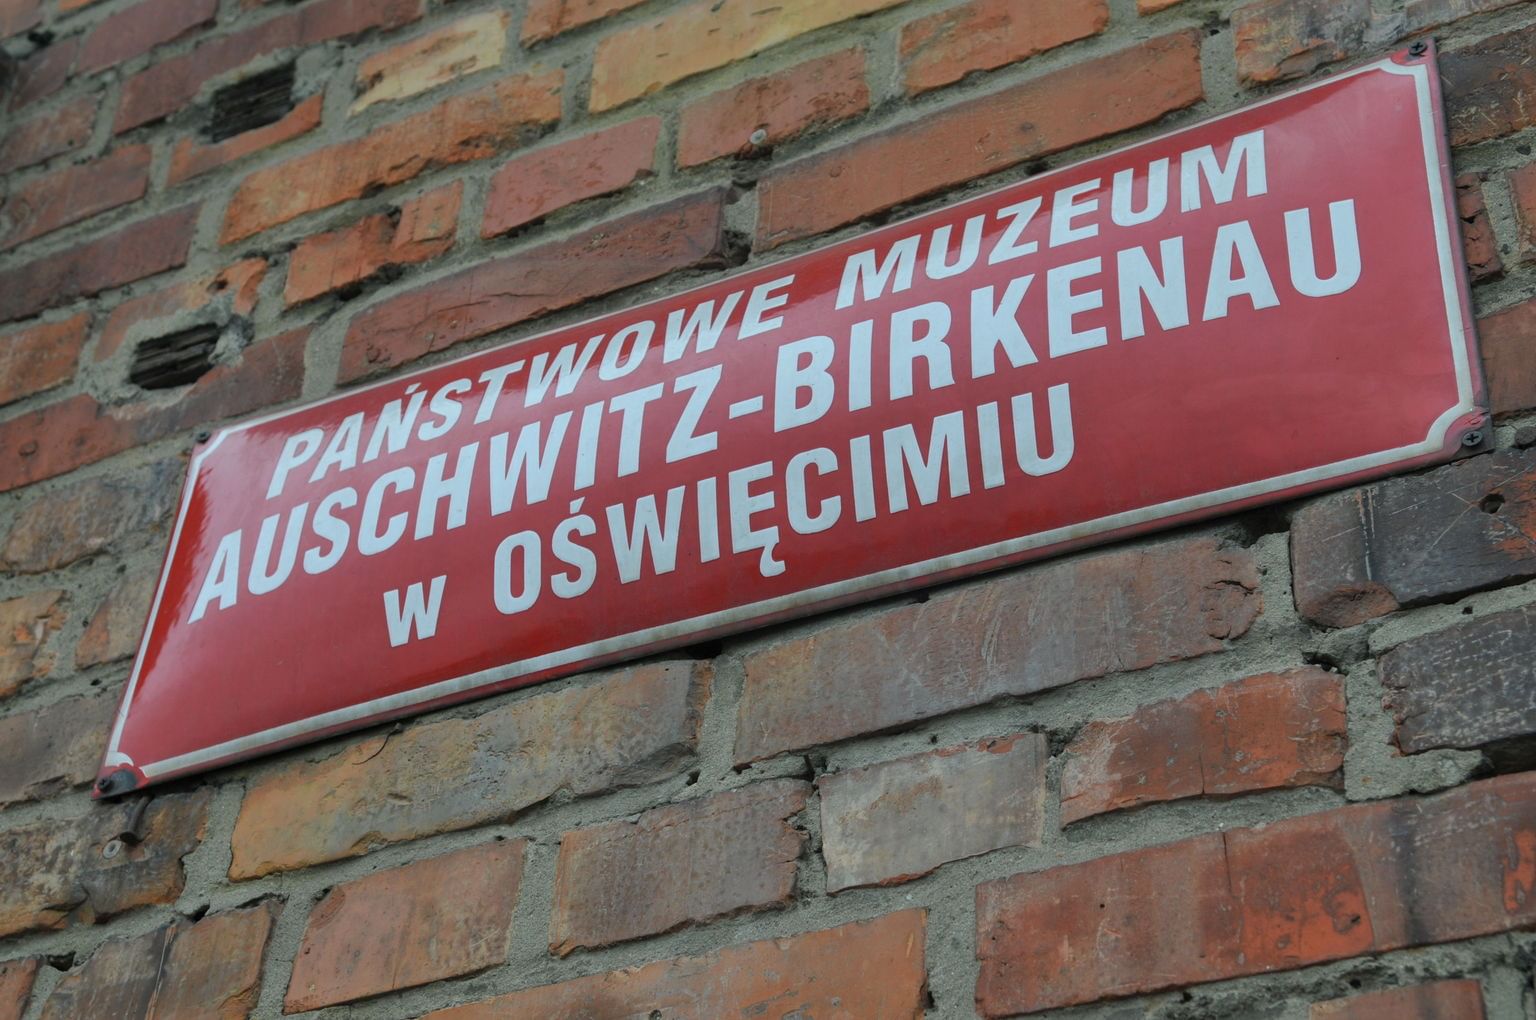 PAŃSTWOWE MUZEUM
AUSCHWITZ-BIRKENAU
w OŚWIĘCIMIU